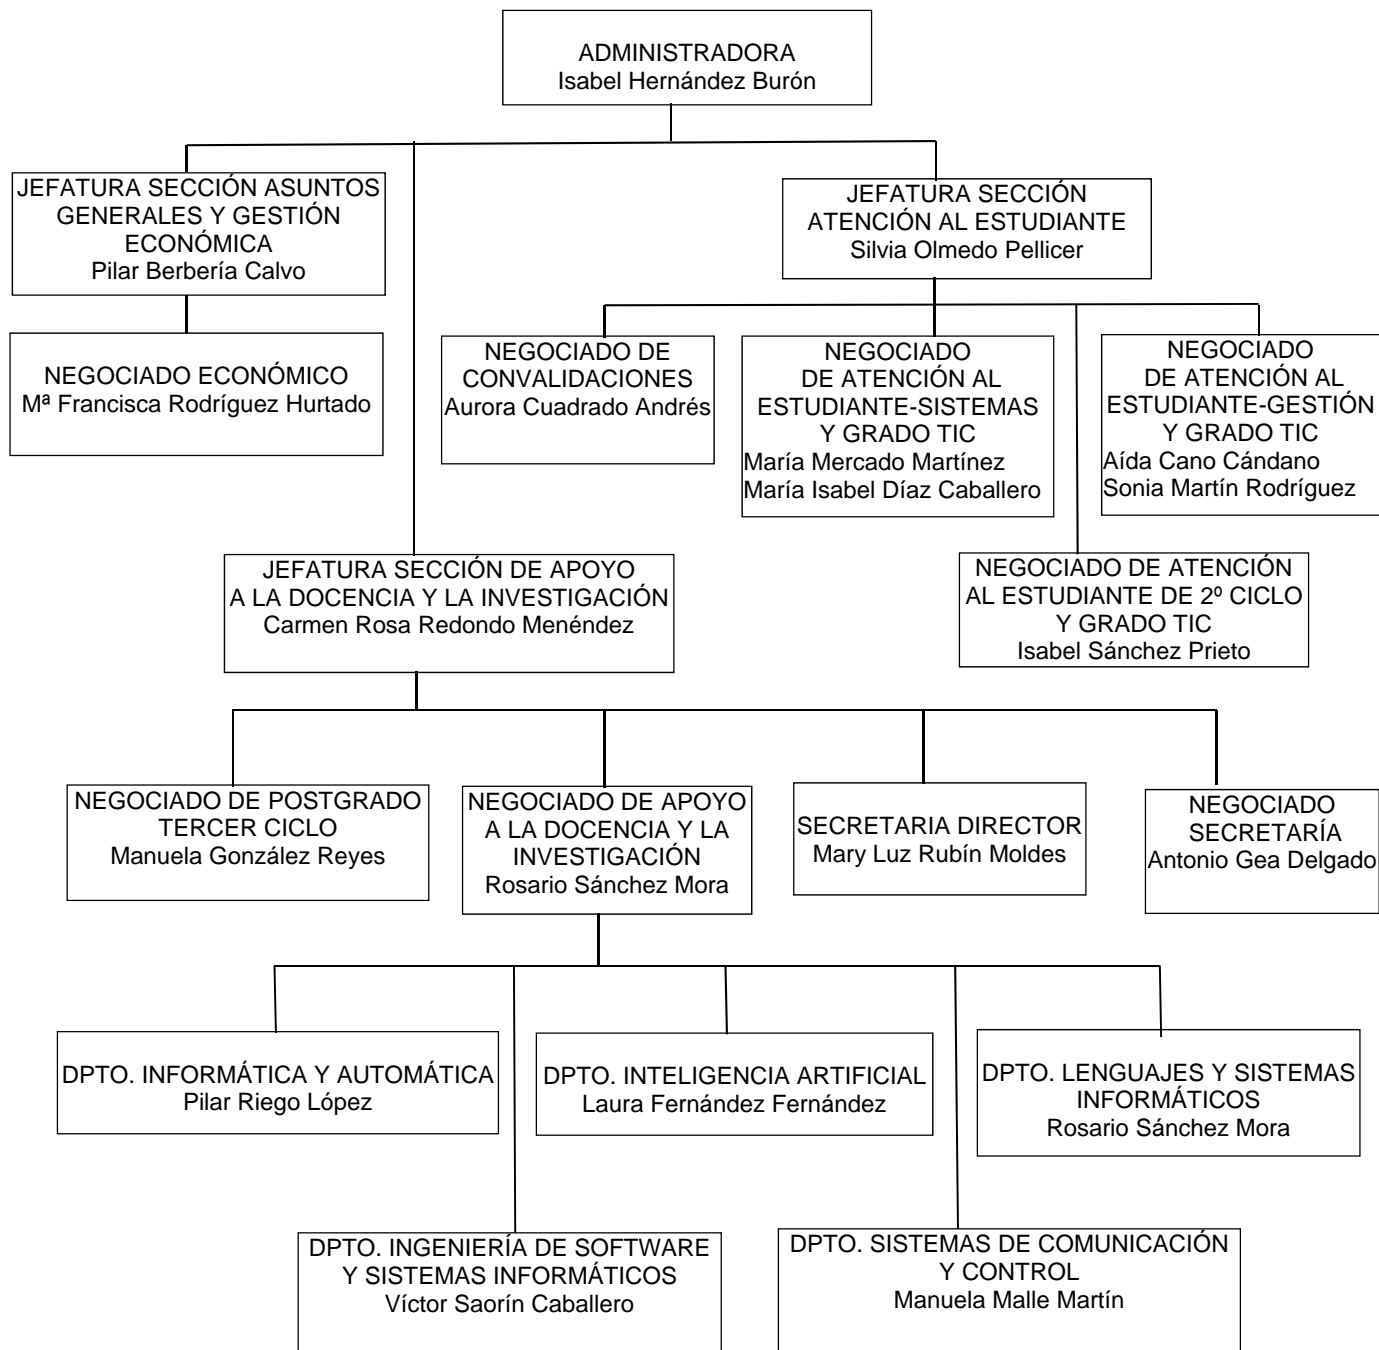 ADMINISTRADORA
Isabel Hernández Burón
JEFATURA SECCIÓN ASUNTOS
GENERALES Y GESTIÓN
ECONÓMICA
Pilar Berbería Calvo
JEFATURA SECCIÓN
ATENCIÓN AL ESTUDIANTE
Silvia Olmedo Pellicer
NEGOCIADO ECONÓMICO
Mª Francisca Rodríguez Hurtado
NEGOCIADO DE
CONVALIDACIONES
Aurora Cuadrado Andrés
NEGOCIADO
DE ATENCIÓN AL
ESTUDIANTE-SISTEMAS
Y GRADO TIC
María Mercado Martínez
María Isabel Díaz Caballero
NEGOCIADO
DE ATENCIÓN AL
ESTUDIANTE-GESTIÓN
Y GRADO TIC
Aída Cano Cándano
Sonia Martín Rodríguez
JEFATURA SECCIÓN DE APOYO
A LA DOCENCIA Y LA INVESTIGACIÓN
Carmen Rosa Redondo Menéndez
NEGOCIADO DE ATENCIÓN
AL ESTUDIANTE DE 2º CICLO
Y GRADO TIC
Isabel Sánchez Prieto
NEGOCIADO DE POSTGRADO
TERCER CICLO
Manuela González Reyes
NEGOCIADO DE APOYO
A LA DOCENCIA Y LA
INVESTIGACIÓN
Rosario Sánchez Mora
SECRETARIA DIRECTOR
Mary Luz Rubín Moldes
NEGOCIADO
SECRETARÍA
Antonio Gea Delgado
DPTO. INFORMÁTICA Y AUTOMÁTICA
Pilar Riego López
DPTO. INTELIGENCIA ARTIFICIAL
Laura Fernández Fernández
DPTO. LENGUAJES Y SISTEMAS
INFORMÁTICOS
Rosario Sánchez Mora
DPTO. INGENIERÍA DE SOFTWARE
Y SISTEMAS INFORMÁTICOS
Víctor Saorín Caballero
DPTO. SISTEMAS DE COMUNICACIÓN
Y CONTROL
Manuela Malle Martín